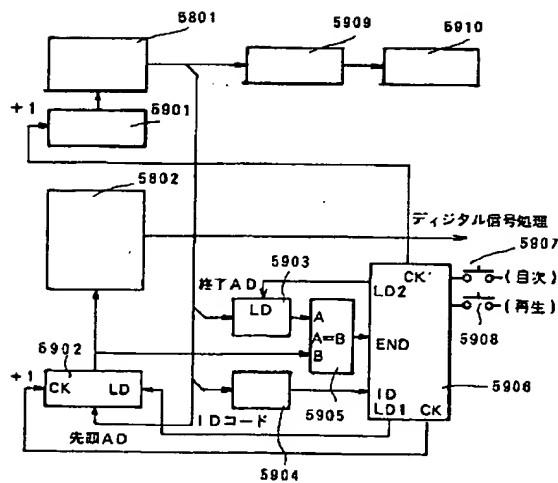 5801
5909
5910
+1
5901
5802
ディジタル信号処理
5907
5903
CK'
(目次)
終了AD
LD2
LD
A
(再生)
A=B
END
5908
5902
B
+1
CK
LD
5905
ID
5906
IDコード
LD1
CK
先頭AD
5904